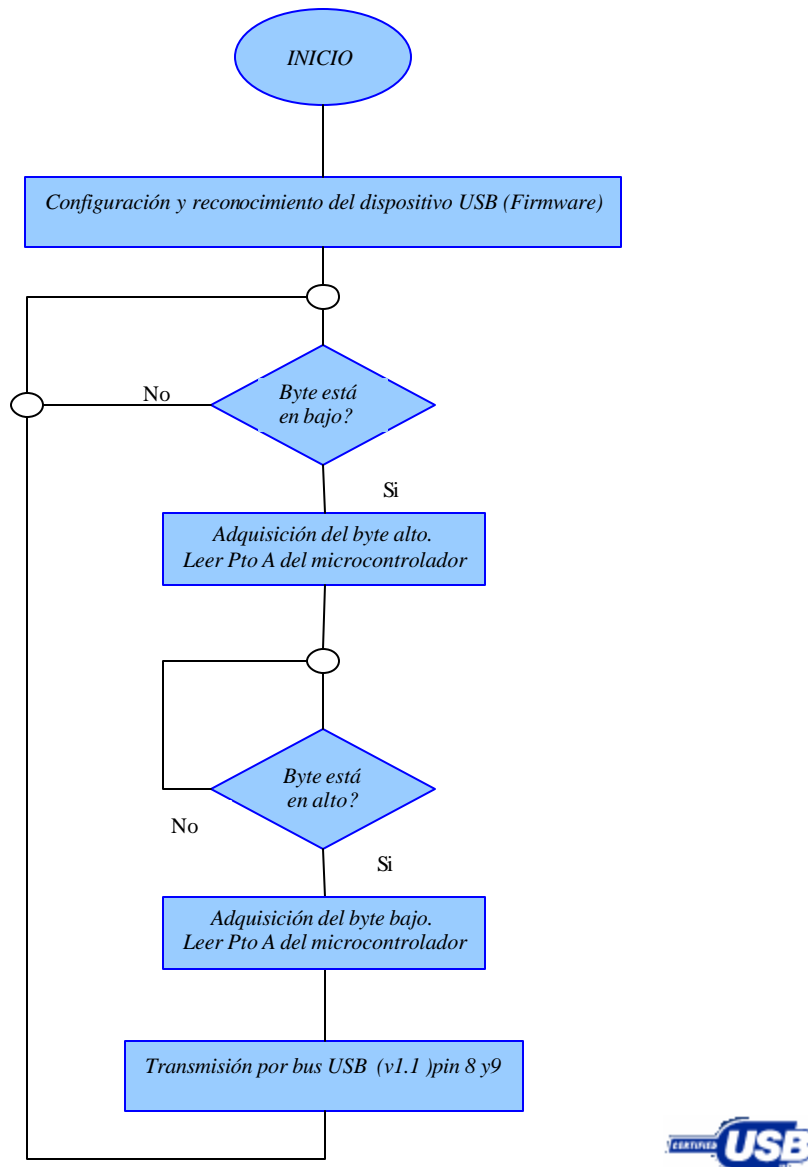 INICIO
Configuración y reconocimiento del dispositivo USB (Firmware)
No
Byte está
en bajo?
Si
Adquisición del byte alto.
Leer Pto A del microcontrolador
Byte está
en alto?
No
Si
Adquisición del byte bajo.
Leer Pto A del microcontrolador
Transmisión por bus USB (v1.1 )pin 8 y9
CERTIFIED USB